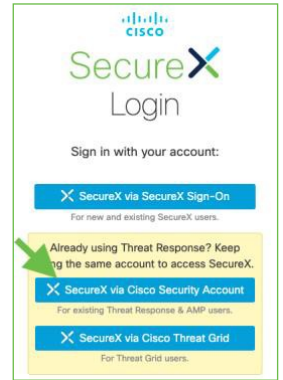 CISCO
SecureX
Login
Sign in with your account:
SecureX via SecureX Sign-On
For new and existing SecureX users.
Already using Threat Response? Keep
the same account to access SecureX.
SecureX via Cisco Security Account
For existing Threat Response & AMP users.
SecureX via Cisco Threat Grid
For Threat Grid users.